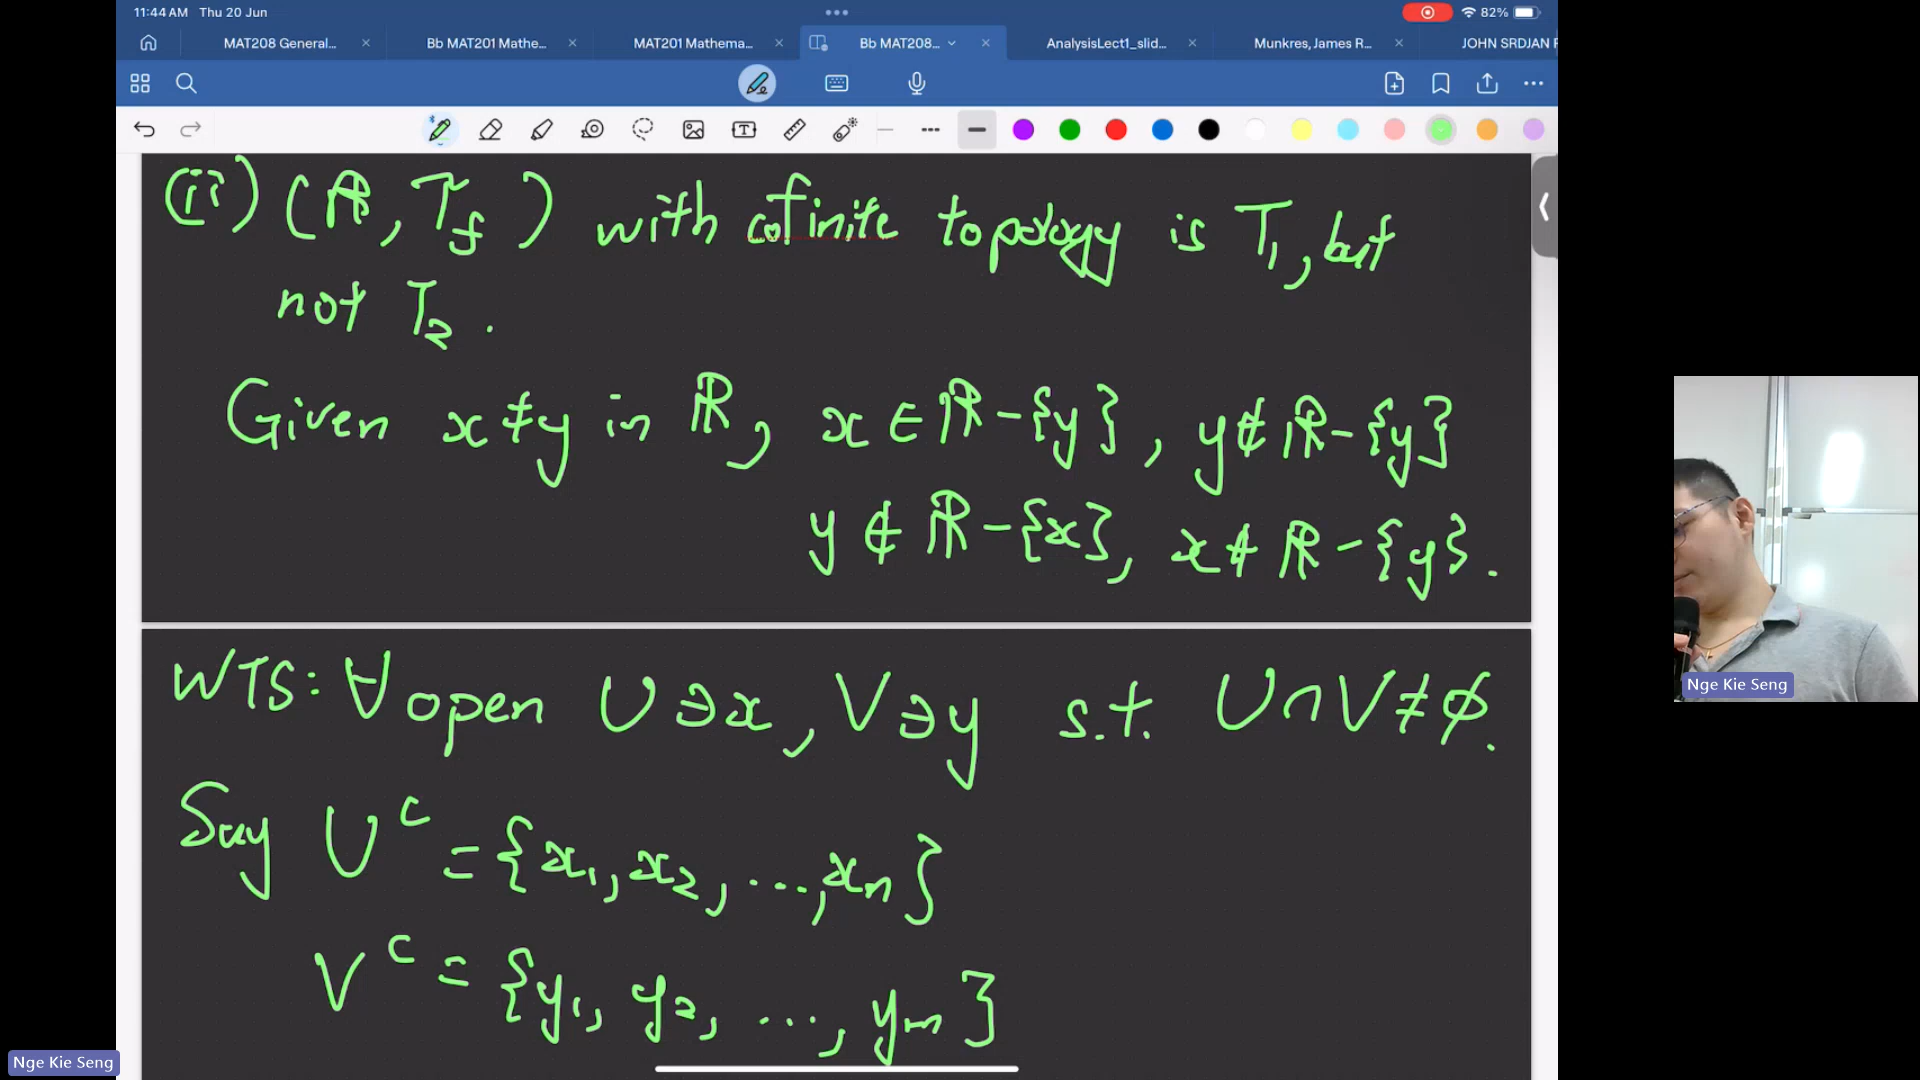 11:44 AM Thu 20 Jun
82%
MAT208 General...
Bb MAT201 Mathe...
MAT201 Mathema...
Bb MAT208...
AnalysisLect1_slid...
Munkres, James R...
JOHN SRDJAN P
(ii) (ℝ, T_f) with cofinite topology is T₁, but
not T₂.
Given x≠y in ℝ, x∈ℝ-{y}, y∉ℝ-{y}
y∉ℝ-{x}, x∉ℝ-{y}.
WTS: ∀ open U∋x, V∋y s.t. U∩V≠∅.
Say Uᶜ = {x₁, x₂, ..., xₙ}
Vᶜ = {y₁, y₂, ..., yₘ}
Nge Kie Seng
Nge Kie Seng